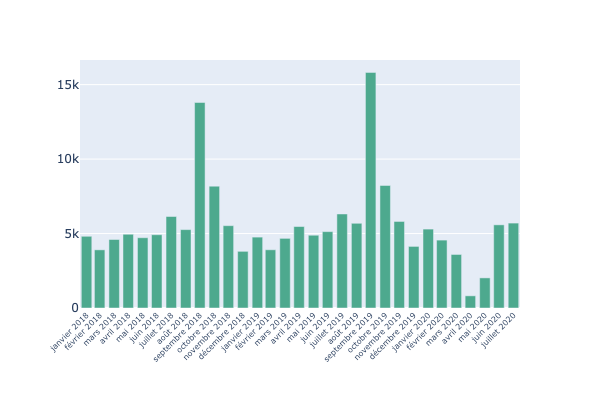 15k
10k
5k
0
janvier 2018
février 2018
mars 2018
avril 2018
mai 2018
juin 2018
juillet 2018
août 2018
septembre 2018
octobre 2018
novembre 2018
décembre 2018
janvier 2019
février 2019
mars 2019
avril 2019
mai 2019
juin 2019
juillet 2019
août 2019
septembre 2019
octobre 2019
novembre 2019
décembre 2019
janvier 2020
février 2020
mars 2020
avril 2020
mai 2020
juin 2020
juillet 2020